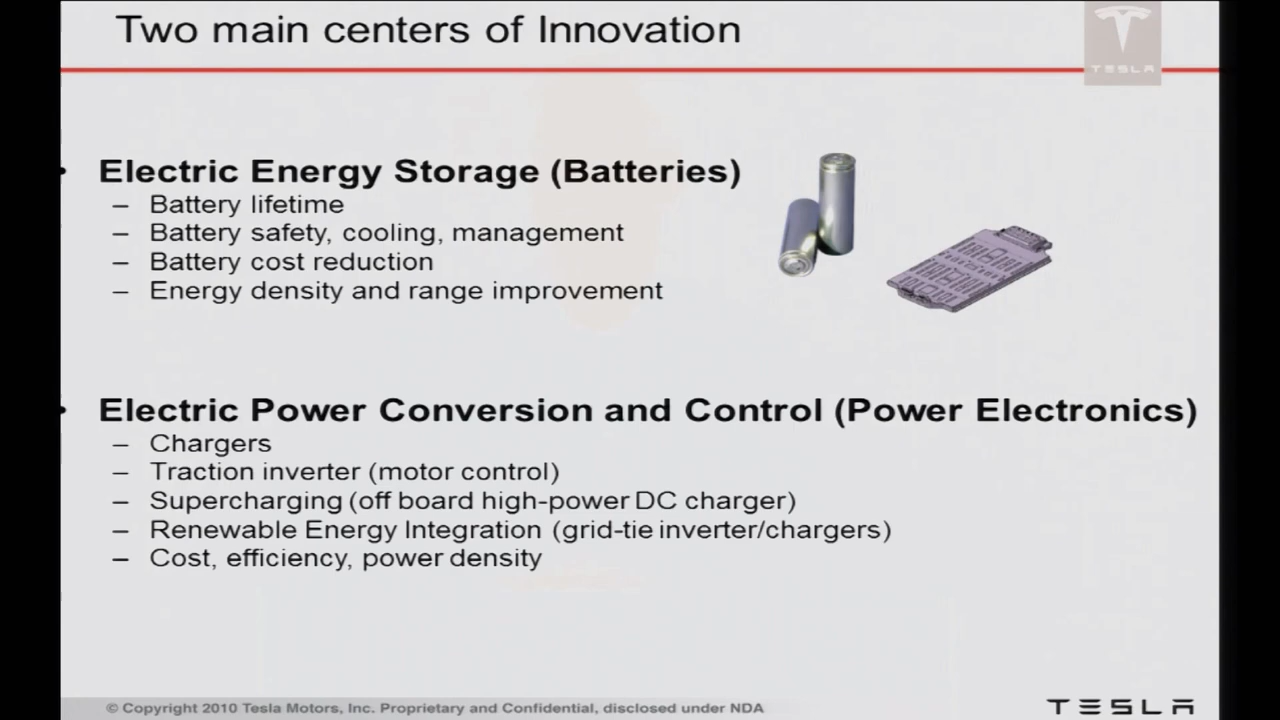 Two main centers of Innovation
TESLA
• Electric Energy Storage (Batteries)
– Battery lifetime
– Battery safety, cooling, management
– Battery cost reduction
– Energy density and range improvement
• Electric Power Conversion and Control (Power Electronics)
– Chargers
– Traction inverter (motor control)
– Supercharging (off board high-power DC charger)
– Renewable Energy Integration (grid-tie inverter/chargers)
– Cost, efficiency, power density
© Copyright 2010 Tesla Motors, Inc. Proprietary and Confidential, disclosed under NDA
TESLA